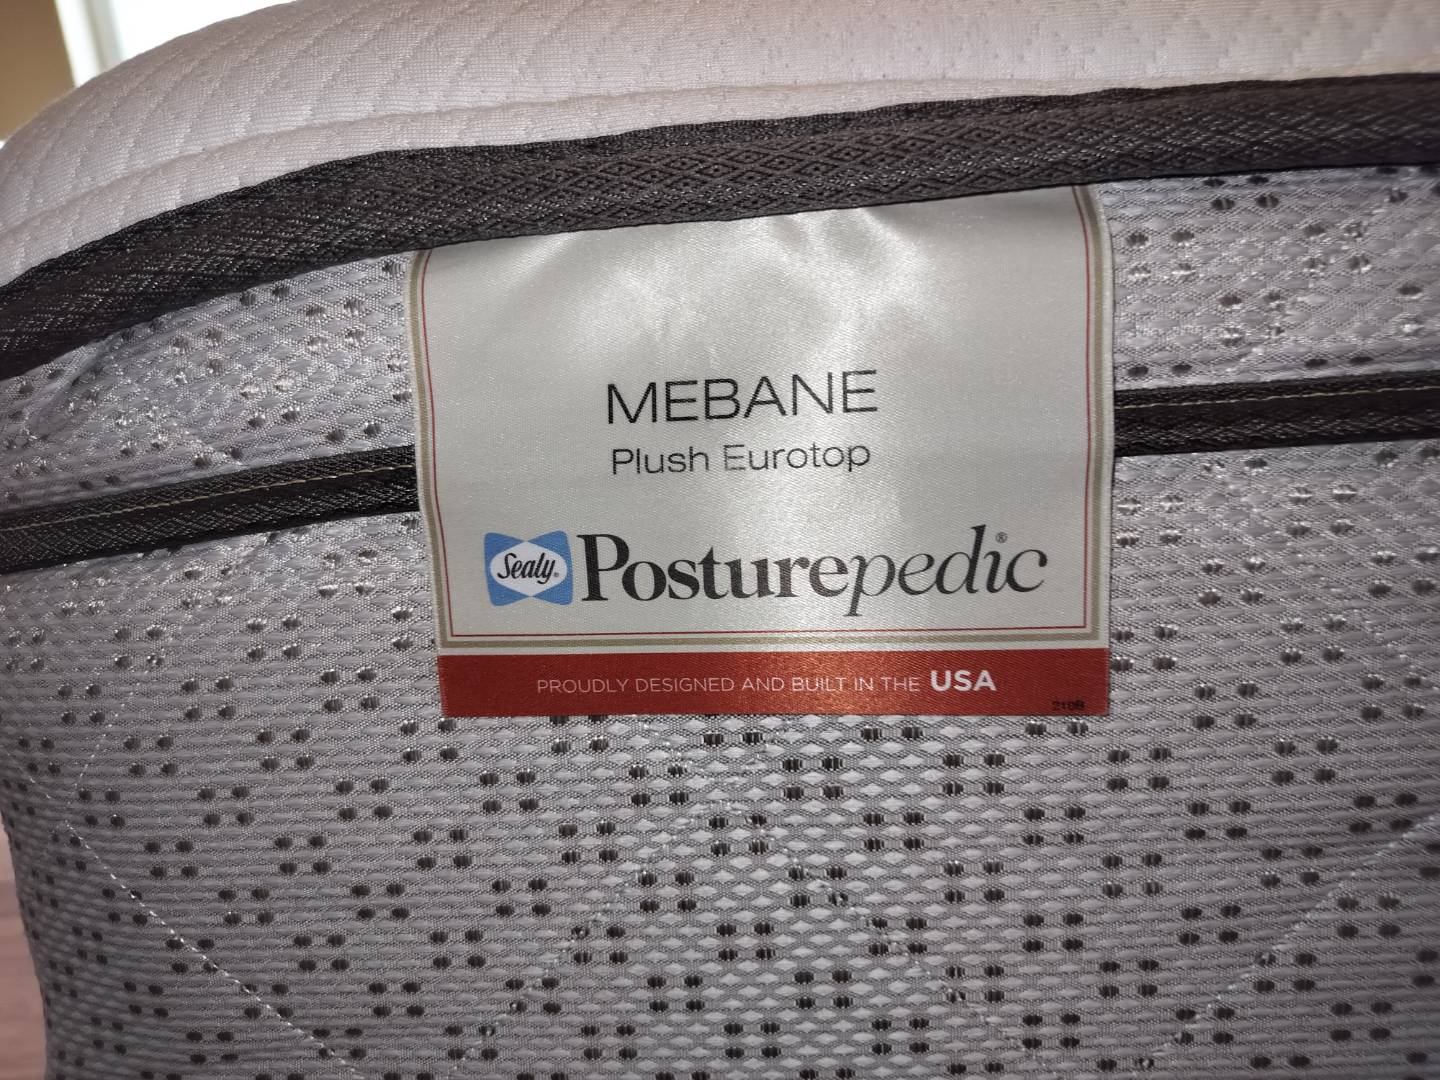 MEBANE
Plush Eurotop
Sealy® Posturepedic®
PROUDLY DESIGNED AND BUILT IN THE USA